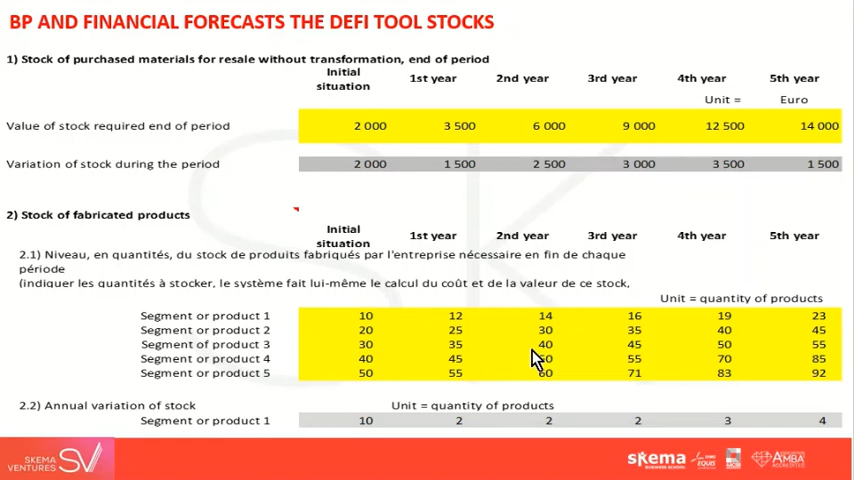 BP AND FINANCIAL FORECASTS THE DEFI TOOL STOCKS
1) Stock of purchased materials for resale without transformation, end of period
Initial situation 1st year 2nd year 3rd year 4th year 5th year
Unit = Euro
Value of stock required end of period 2 000 3 500 6 000 9 000 12 500 14 000
Variation of stock during the period 2 000 1 500 2 500 3 000 3 500 1 500
2) Stock of fabricated products
Initial situation 1st year 2nd year 3rd year 4th year 5th year
2.1) Niveau, en quantités, du stock de produits fabriqués par l'entreprise nécessaire en fin de chaque
période
(indiquer les quantités à stocker, le système fait lui-même le calcul du coût et de la valeur de ce stock,
Unit = quantity of products
Segment or product 1 10 12 14 16 19 23
Segment or product 2 20 25 30 35 40 45
Segment of product 3 30 35 40 45 50 55
Segment or product 4 40 45 55 70 85
Segment or product 5 50 55 60 71 83 92
2.2) Annual variation of stock Unit = quantity of products
Segment or product 1 10 2 2 2 3 4
SKEMA
VENTURES SV
skema
BUSINESS SCHOOL
EQUIS
AMBA
ACCREDITED